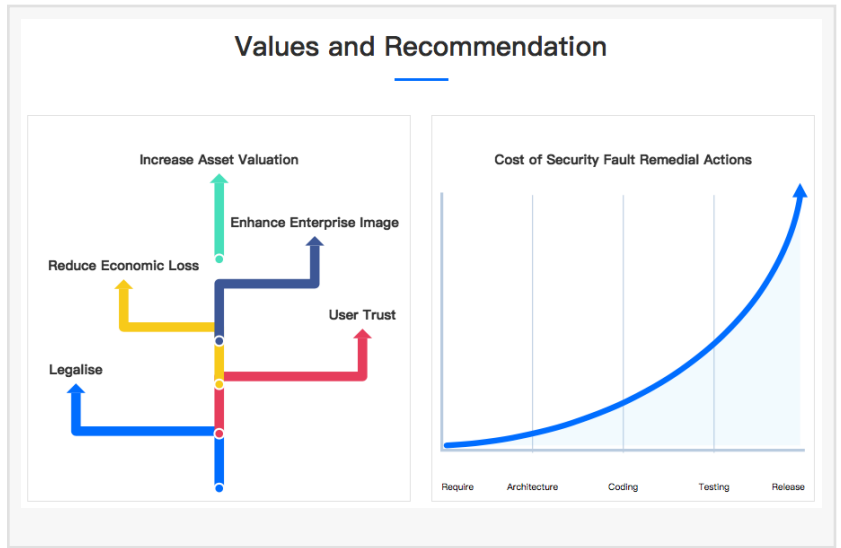 Values and Recommendation
Increase Asset Valuation
Enhance Enterprise Image
Reduce Economic Loss
User Trust
Legalise
Cost of Security Fault Remedial Actions
Require
Architecture
Coding
Testing
Release